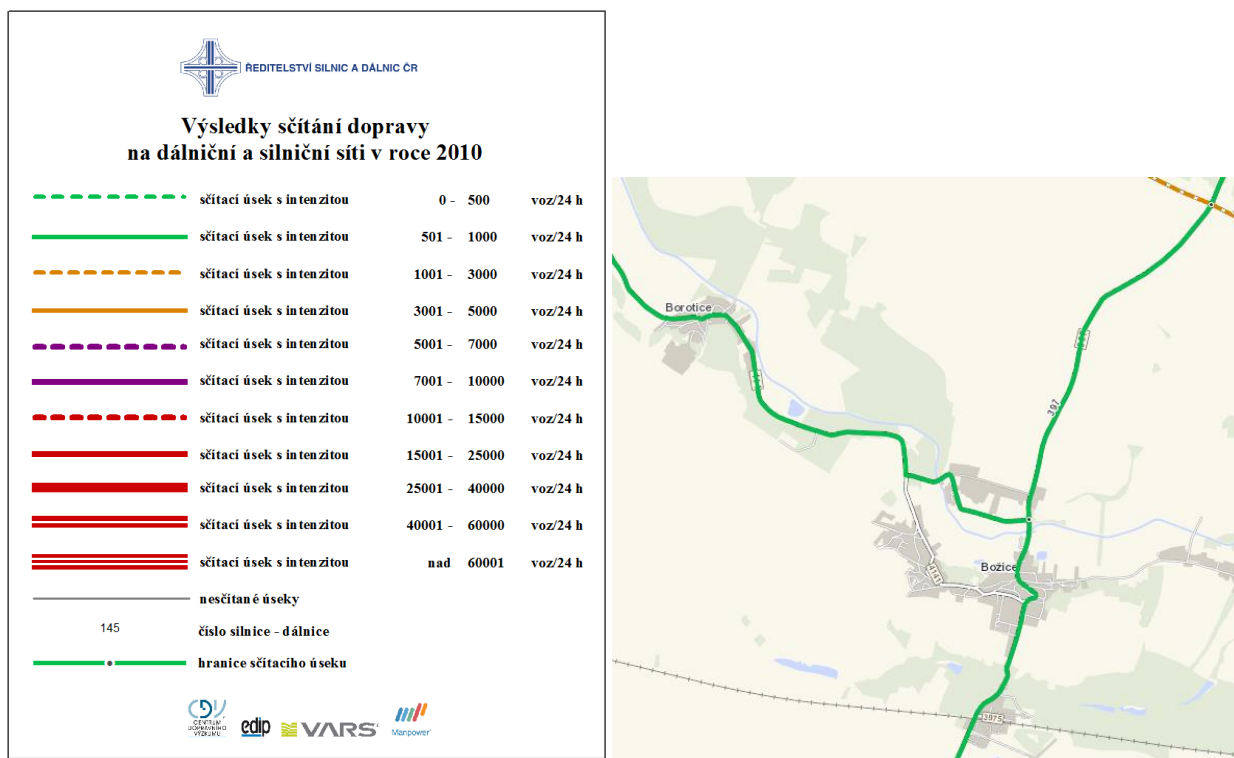 ŘEDITELSTVÍ SILNIC A DÁLNIC ČR
Výsledky sčítání dopravy
na dálniční a silniční síti v roce 2010
sčítací úsek s intenzitou 0 - 500 voz/24 h
sčítací úsek s intenzitou 501 - 1000 voz/24 h
sčítací úsek s intenzitou 1001 - 3000 voz/24 h
sčítací úsek s intenzitou 3001 - 5000 voz/24 h
sčítací úsek s intenzitou 5001 - 7000 voz/24 h
sčítací úsek s intenzitou 7001 - 10000 voz/24 h
sčítací úsek s intenzitou 10001 - 15000 voz/24 h
sčítací úsek s intenzitou 15001 - 25000 voz/24 h
sčítací úsek s intenzitou 25001 - 40000 voz/24 h
sčítací úsek s intenzitou 40001 - 60000 voz/24 h
sčítací úsek s intenzitou nad 60001 voz/24 h
nesčítané úseky
145 číslo silnice - dálnice
hranice sčítacího úseku
CDV
CENTRUM
DOPRAVNÍHO
VÝZKUMU
edip
VARS
Manpower
Borotice
397
4141
Božice
3975